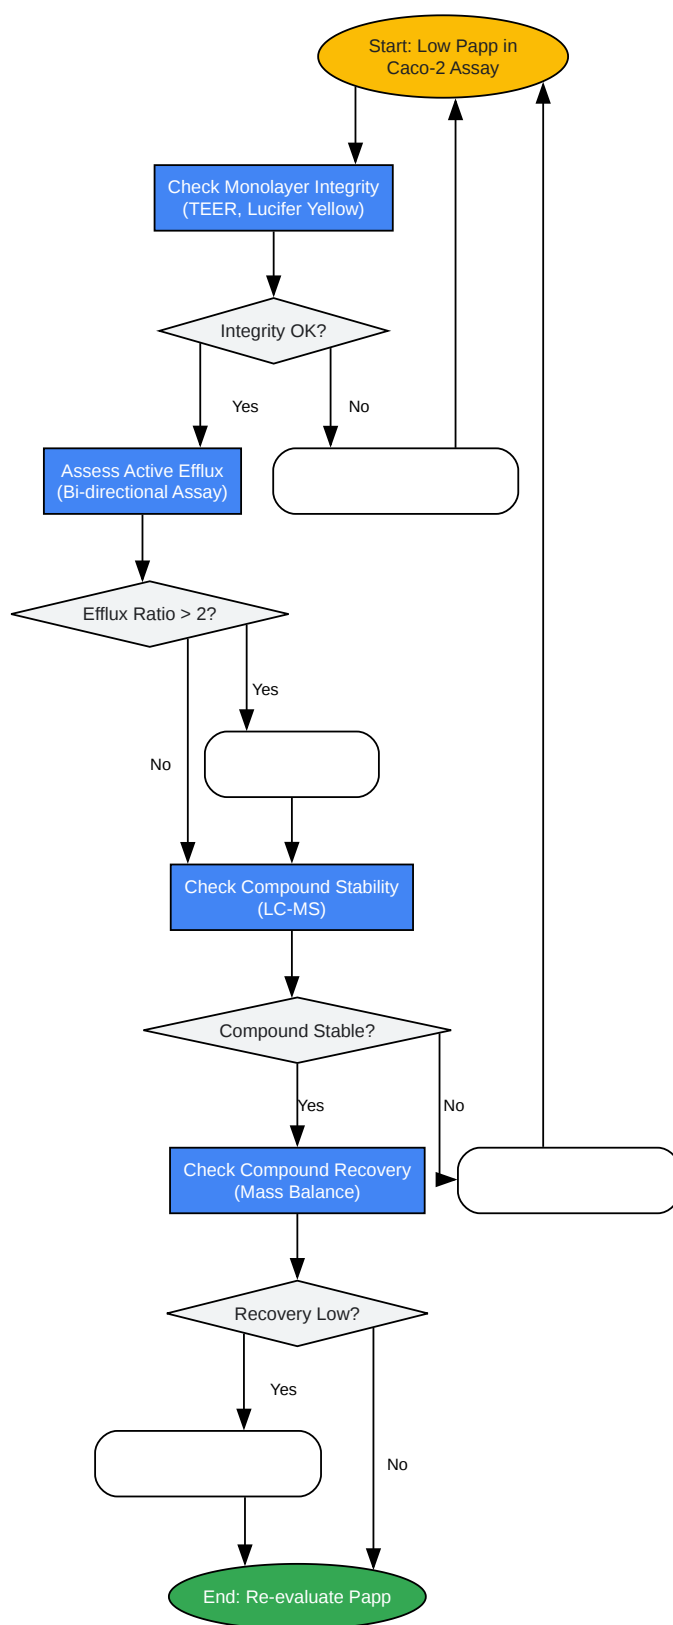 Start: Low Papp in
Caco-2 Assay
Check Monolayer Integrity
(TEER, Lucifer Yellow)
Integrity OK?
Yes
No
Assess Active Efflux
(Bi-directional Assay)
Efflux Ratio > 2?
Yes
No
Check Compound Stability
(LC-MS)
Compound Stable?
Yes
No
Check Compound Recovery
(Mass Balance)
Recovery Low?
Yes
No
End: Re-evaluate Papp